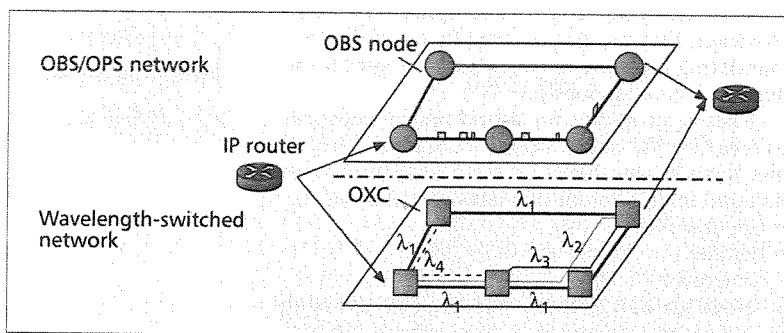 OBS node
OBS/OPS network
IP router
OXC
λ1
Wavelength-switched
network
λ1
λ2
λ4
λ3
λ1
λ1